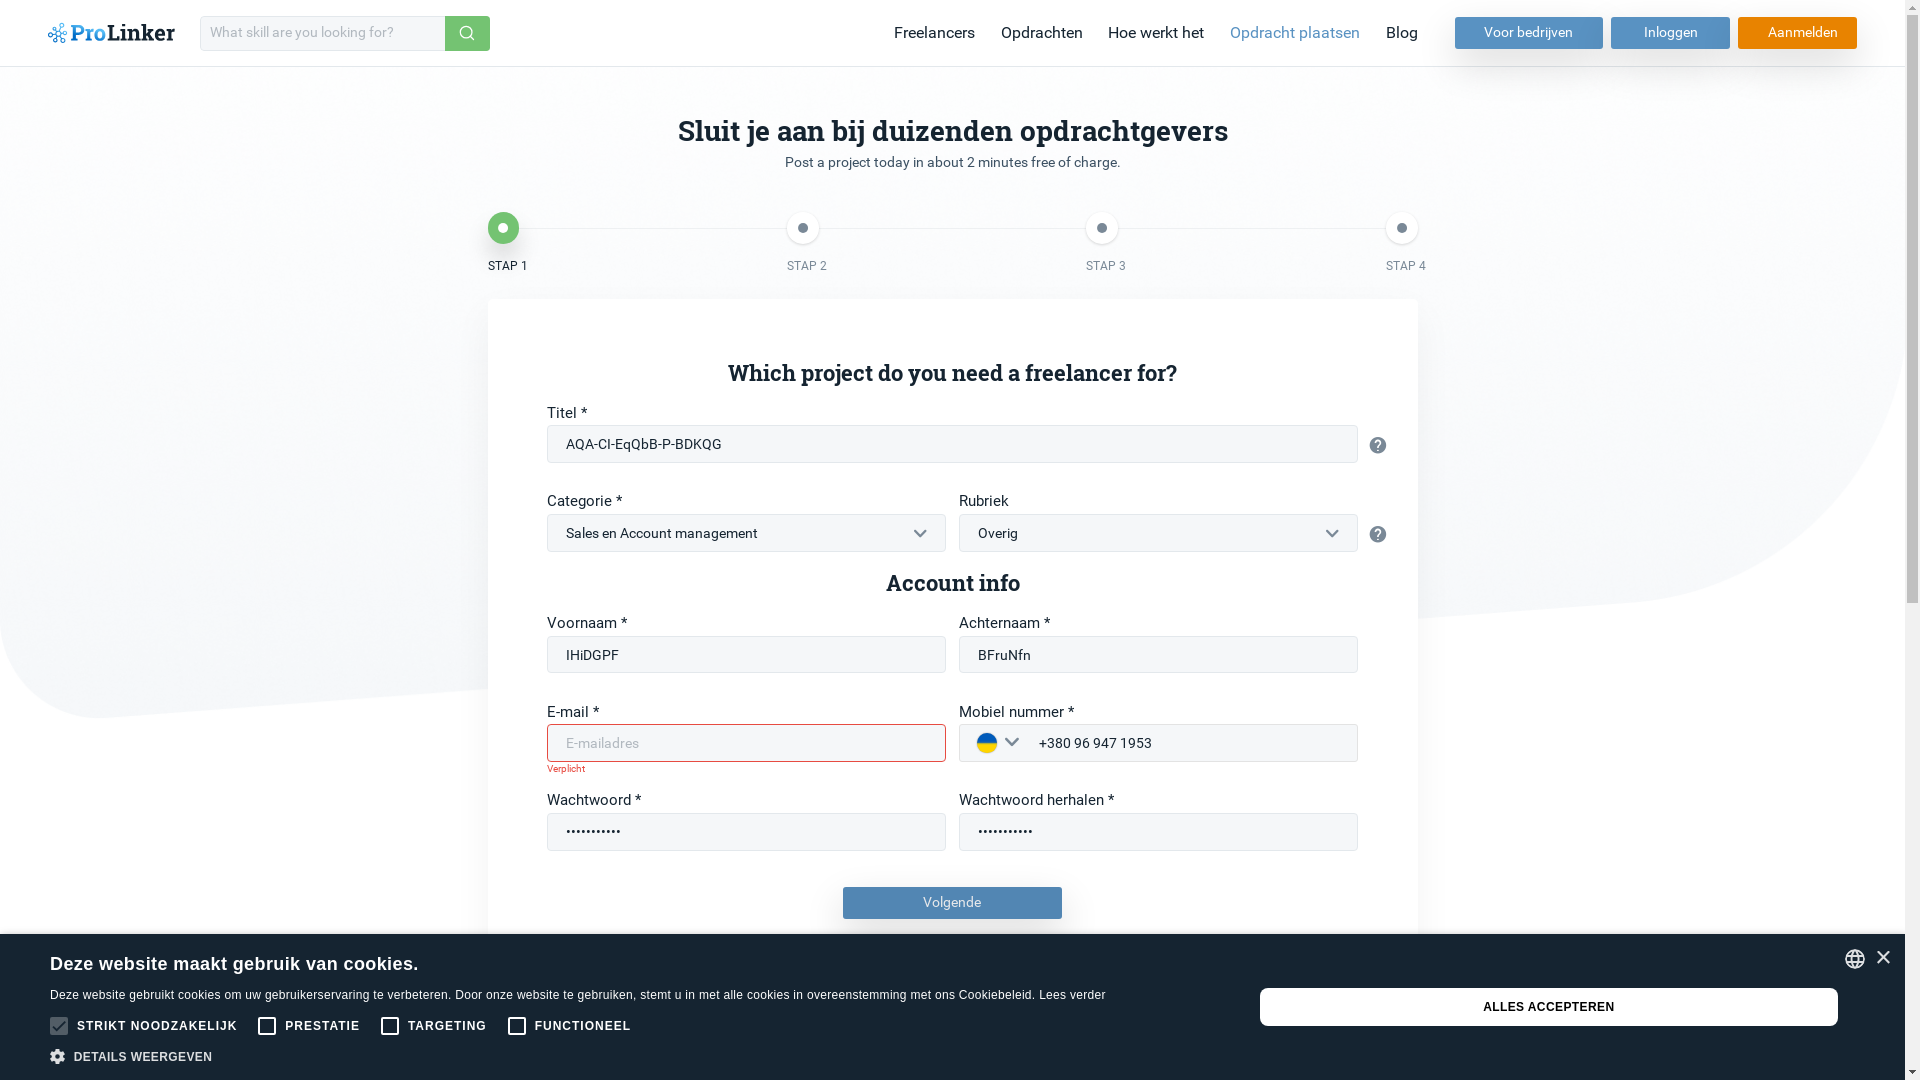 ProLinker
What skill are you looking for?
Freelancers
Opdrachten
Hoe werkt het
Opdracht plaatsen
Blog
Voor bedrijven
Inloggen
Aanmelden
Sluit je aan bij duizenden opdrachtgevers
Post a project today in about 2 minutes free of charge.
STAP 1
STAP 2
STAP 3
STAP 4
Which project do you need a freelancer for?
Titel *
AQA-CI-EqQbB-P-BDKQG
Categorie *
Rubriek
Sales en Account management
Overig
Account info
Voornaam *
Achternaam *
IHiDGPF
BFruNfn
E-mail *
Mobiel nummer *
E-mailadres
+380 96 947 1953
Verplicht
Wachtwoord *
Wachtwoord herhalen *
•••••••••••
•••••••••••
Volgende
Deze website maakt gebruik van cookies.
Deze website gebruikt cookies om uw gebruikerservaring te verbeteren. Door onze website te gebruiken, stemt u in met alle cookies in overeenstemming met ons Cookiebeleid. Lees verder
STRIKT NOODZAKELIJK
PRESTATIE
TARGETING
FUNCTIONEEL
DETAILS WEERGEVEN
ALLES ACCEPTEREN